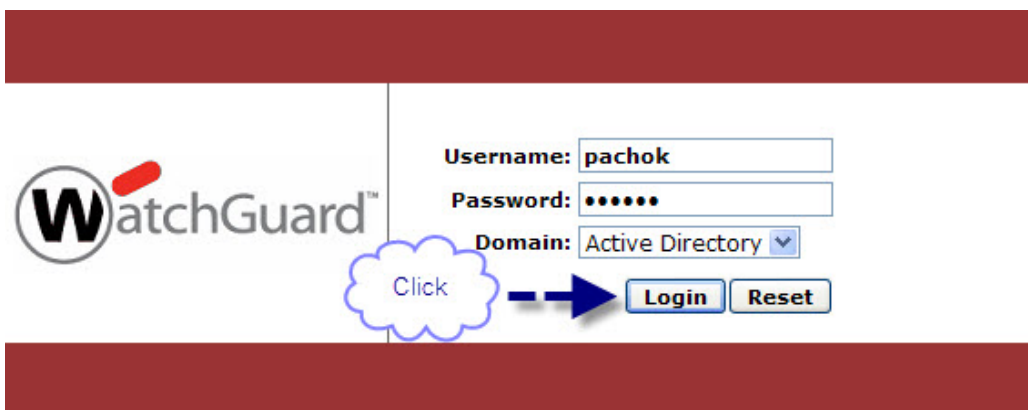 WatchGuard™
Username: pachok
Password: ••••••
Domain: Active Directory
Click
Login Reset